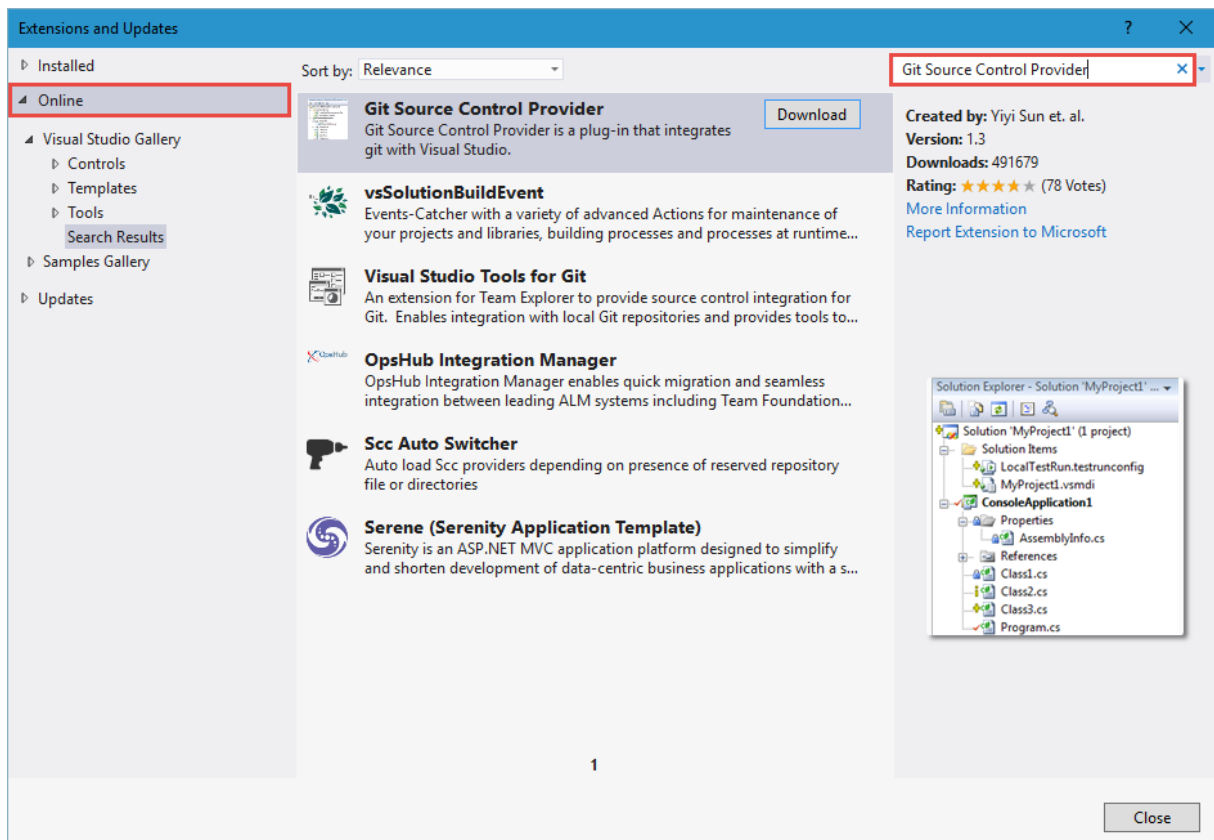 Extensions and Updates
?
Installed
Online
Visual Studio Gallery
Controls
Templates
Tools
Search Results
Samples Gallery
Updates
Sort by: Relevance
Git Source Control Provider
Git Source Control Provider is a plug-in that integrates
git with Visual Studio.
Download
vsSolutionBuildEvent
Events-Catcher with a variety of advanced Actions for maintenance of
your projects and libraries, building processes and processes at runtime...
Visual Studio Tools for Git
An extension for Team Explorer to provide source control integration for
Git. Enables integration with local Git repositories and provides tools to...
OpsHub
OpsHub Integration Manager
OpsHub Integration Manager enables quick migration and seamless
integration between leading ALM systems including Team Foundation...
Scc Auto Switcher
Auto load Scc providers depending on presence of reserved repository
file or directories
Serene (Serenity Application Template)
Serenity is an ASP.NET MVC application platform designed to simplify
and shorten development of data-centric business applications with a s...
1
Git Source Control Provider
Created by: Yiyi Sun et. al.
Version: 1.3
Downloads: 491679
Rating: ★★★★★ (78 Votes)
More Information
Report Extension to Microsoft
Solution Explorer - Solution 'MyProject1' ...
Solution 'MyProject1' (1 project)
Solution Items
LocalTestRun.testrunconfig
MyProject1.vsmdi
ConsoleApplication1
Properties
AssemblyInfo.cs
References
Class1.cs
Class2.cs
Class3.cs
Program.cs
Close